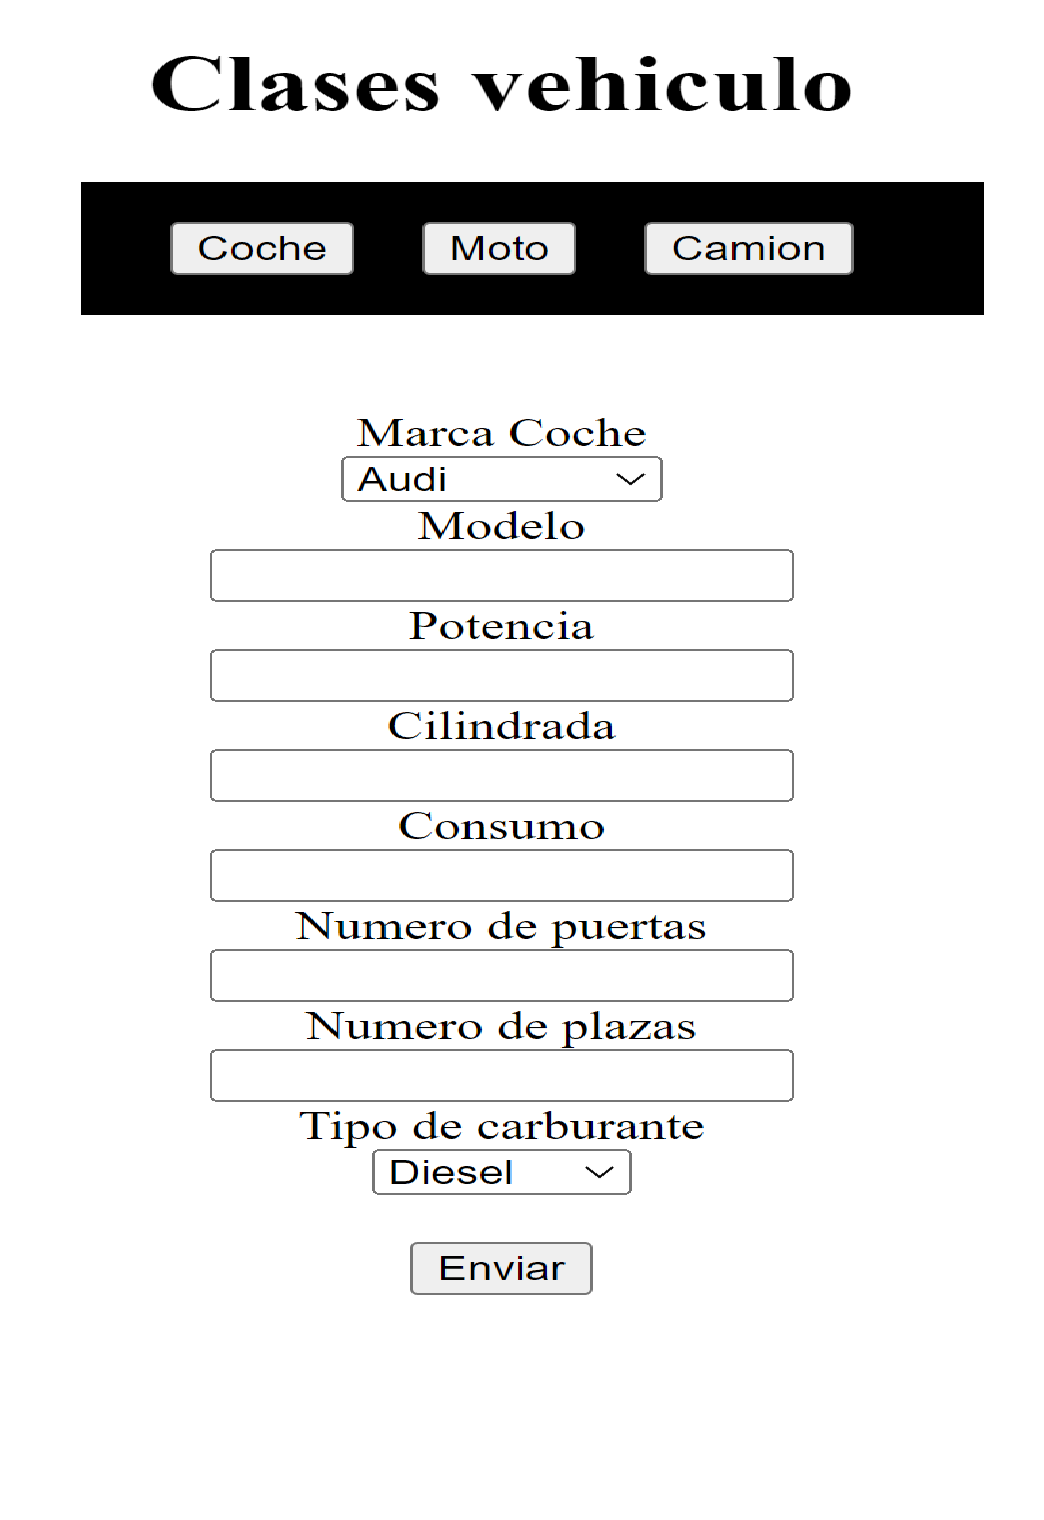 Clases vehiculo
Coche Moto Camion
Marca Coche
Audi
Modelo
Potencia
Cilindrada
Consumo
Numero de puertas
Numero de plazas
Tipo de carburante
Diesel
Enviar